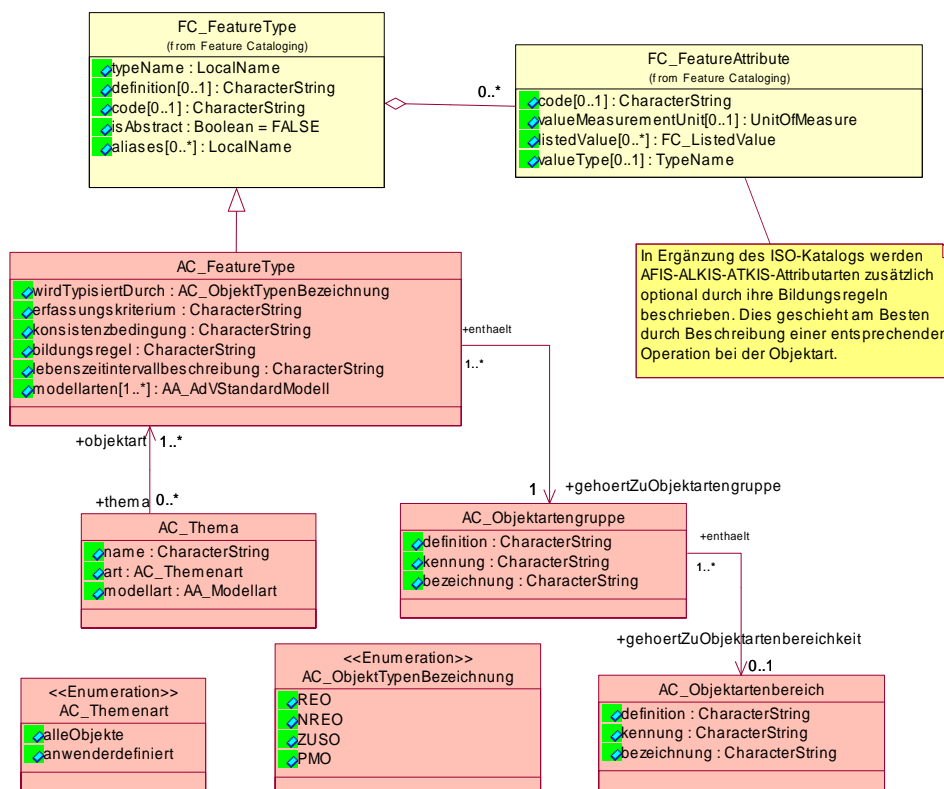 FC_FeatureType
(from Feature Cataloging)
typeName : LocalName
definition[0..1] : CharacterString
code[0..1] : CharacterString
isAbstract : Boolean = FALSE
aliases[0..*] : LocalName
0..*
FC_FeatureAttribute
(from Feature Cataloging)
code[0..1] : CharacterString
valueMeasurementUnit[0..1] : UnitOfMeasure
listedValue[0..*] : FC_ListedValue
valueType[0..1] : TypeName
In Ergänzung des ISO-Katalogs werden
AFIS-ALKIS-ATKIS-Attributarten zusätzlich
optional durch ihre Bildungsregeln
beschrieben. Dies geschieht am Besten
durch Beschreibung einer entsprechenden
Operation bei der Objektart.
AC_FeatureType
wirdTypisiertDurch : AC_ObjektTypenBezeichnung
erfassungskriterium : CharacterString
konsistenzbedingung : CharacterString
bildungsregel : CharacterString
lebenszeitintervallbeschreibung : CharacterString
modellarten[1..*] : AA_AdVStandardModell
+enthaelt
1..*
+objektart 1..*
+thema 0..*
1 +gehoertZuObjektartengruppe
AC_Thema
name : CharacterString
art : AC_Themenart
modellart : AA_Modellart
AC_Objektartengruppe
definition : CharacterString
kennung : CharacterString
bezeichnung : CharacterString
+enthaelt
1..*
+gehoertZuObjektartenbereichkeit
0..1
<<Enumeration>>
AC_Themenart
alleObjekte
anwenderdefiniert
<<Enumeration>>
AC_ObjektTypenBezeichnung
REO
NREO
ZUSO
PMO
AC_Objektartenbereich
definition : CharacterString
kennung : CharacterString
bezeichnung : CharacterString